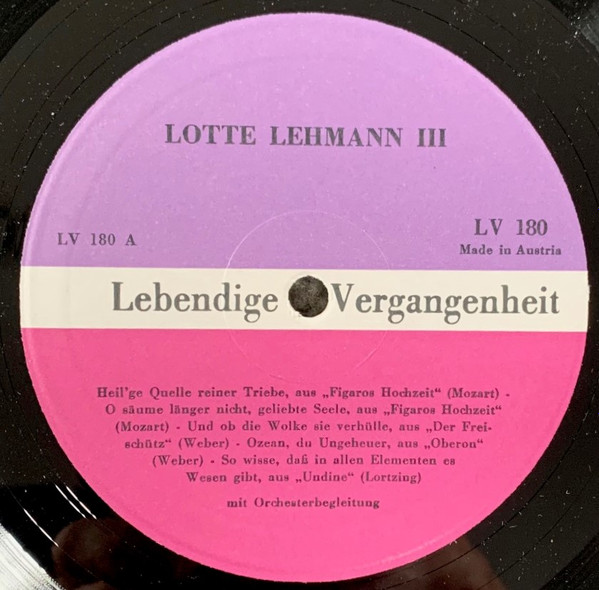 LOTTE LEHMANN III
LV 180 A
LV 180
Made in Austria
Lebendige Vergangenheit
Heil'ge Quelle reiner Triebe, aus „Figaros Hochzeit“ (Mozart) -
O säume länger nicht, geliebte Seele, aus „Figaros Hochzeit“
(Mozart) - Und ob die Wolke sie verhülle, aus „Der Frei-
schütz“ (Weber) - Ozean, du Ungeheuer, aus „Oberon“
(Weber) - So wisse, daß in allen Elementen es
Wesen gibt, aus „Undine“ (Lortzing)
mit Orchesterbegleitung